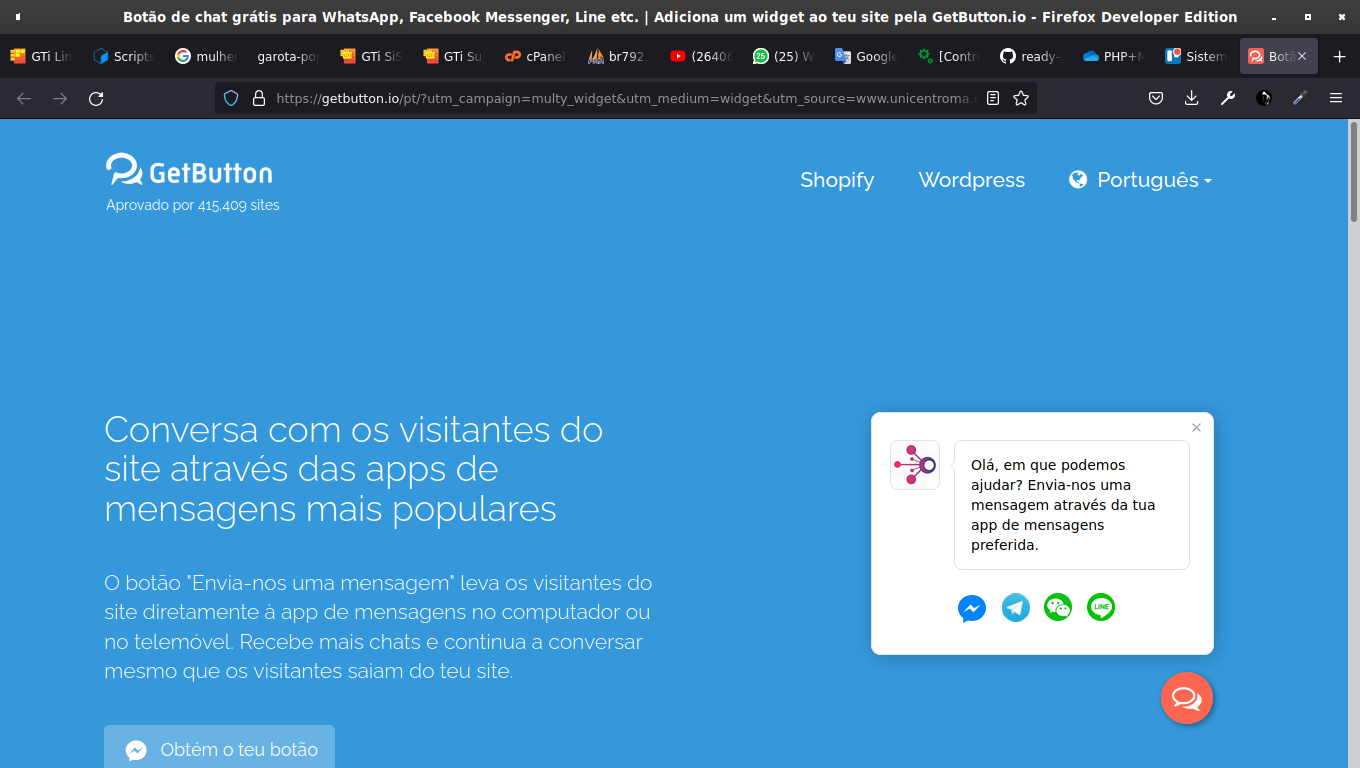 Botão de chat grátis para WhatsApp, Facebook Messenger, Line etc. | Adiciona um widget ao teu site pela GetButton.io - Firefox Developer Edition
GTi Lin
Scripts
mulher
garota-pop
GTi SiS
GTi Su
cPanel
br792.
(26406
(25) W
Google
[Contr
ready-
PHP+M
Sistem
Botã
https://getbutton.io/pt/?utm_campaign=multy_widget&utm_medium=widget&utm_source=www.unicentroma.e
GetButton
Aprovado por 415,409 sites
Shopify
Wordpress
Português
Conversa com os visitantes do
site através das apps de
mensagens mais populares
O botão "Envia-nos uma mensagem" leva os visitantes do
site diretamente à app de mensagens no computador ou
no telemóvel. Recebe mais chats e continua a conversar
mesmo que os visitantes saiam do teu site.
Obtém o teu botão
Olá, em que podemos
ajudar? Envia-nos uma
mensagem através da tua
app de mensagens
preferida.
LINE